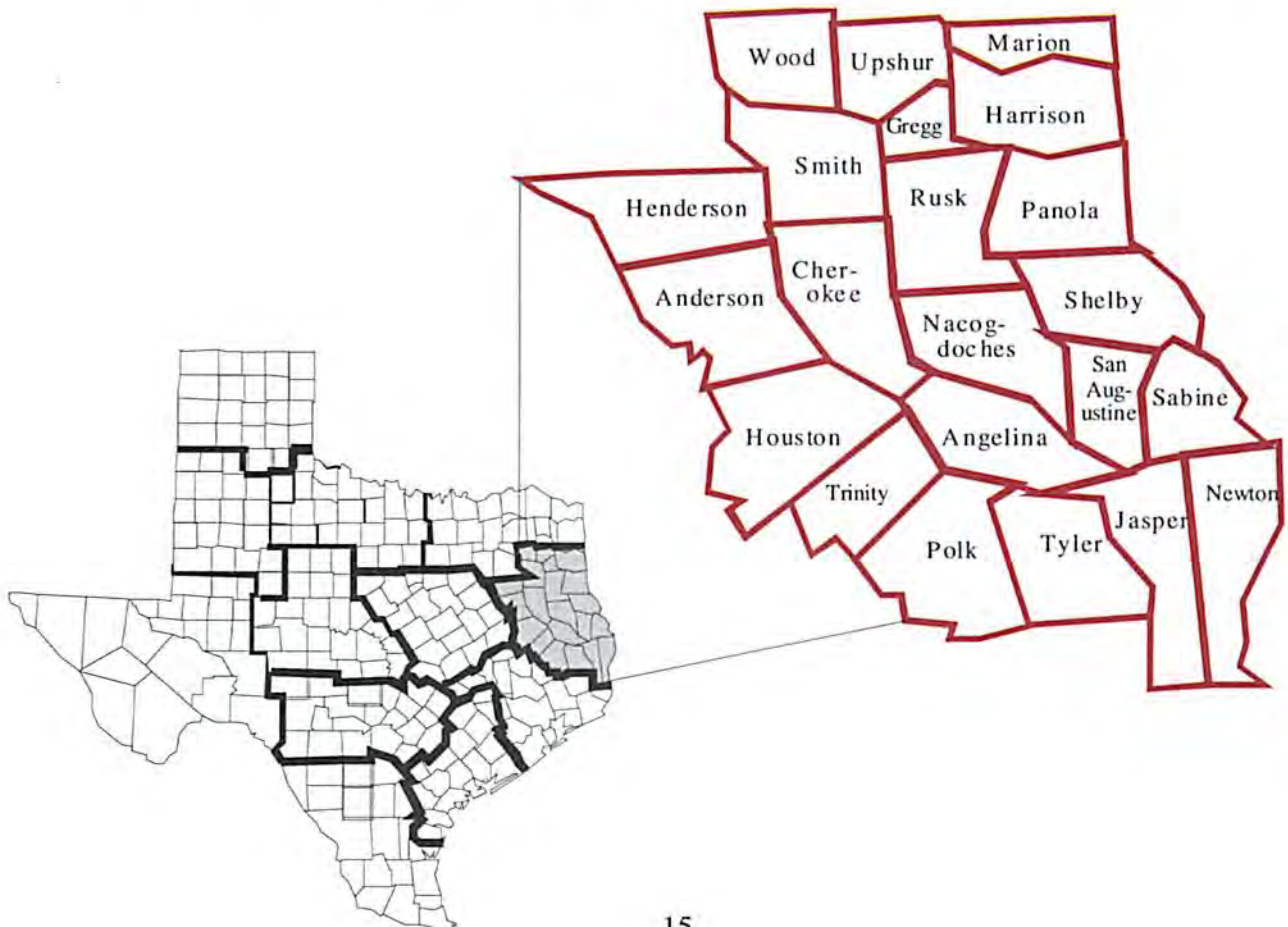 Marion
Wood
Upshur
Harrison
Gregg
Smith
Rusk
Panola
Henderson
Cher-
okee
Anderson
Shelby
Nacog-
doches
San
Aug-
ustine
Sabine
Houston
Angelina
Trinity
Newton
Jasper
Polk
Tyler
15